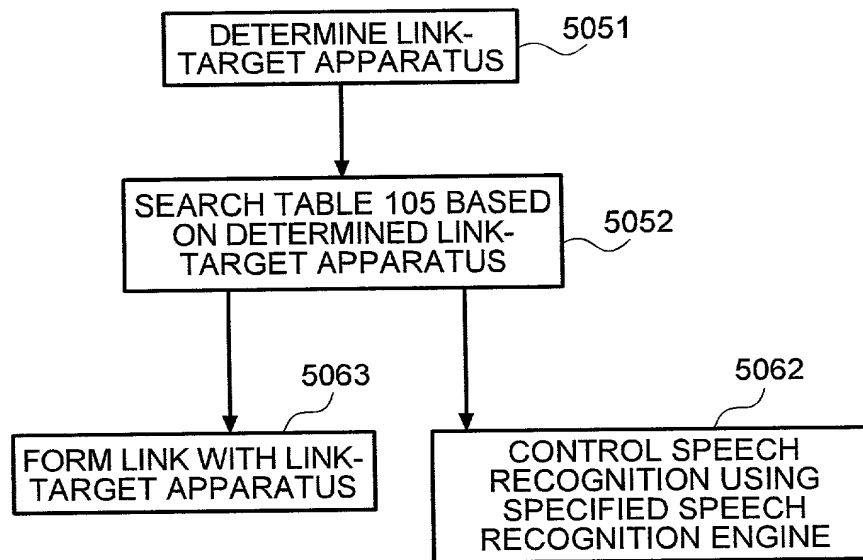 DETERMINE LINK-
TARGET APPARATUS
5051
SEARCH TABLE 105 BASED
ON DETERMINED LINK-
TARGET APPARATUS
5052
5063
FORM LINK WITH LINK-
TARGET APPARATUS
5062
CONTROL SPEECH
RECOGNITION USING
SPECIFIED SPEECH
RECOGNITION ENGINE